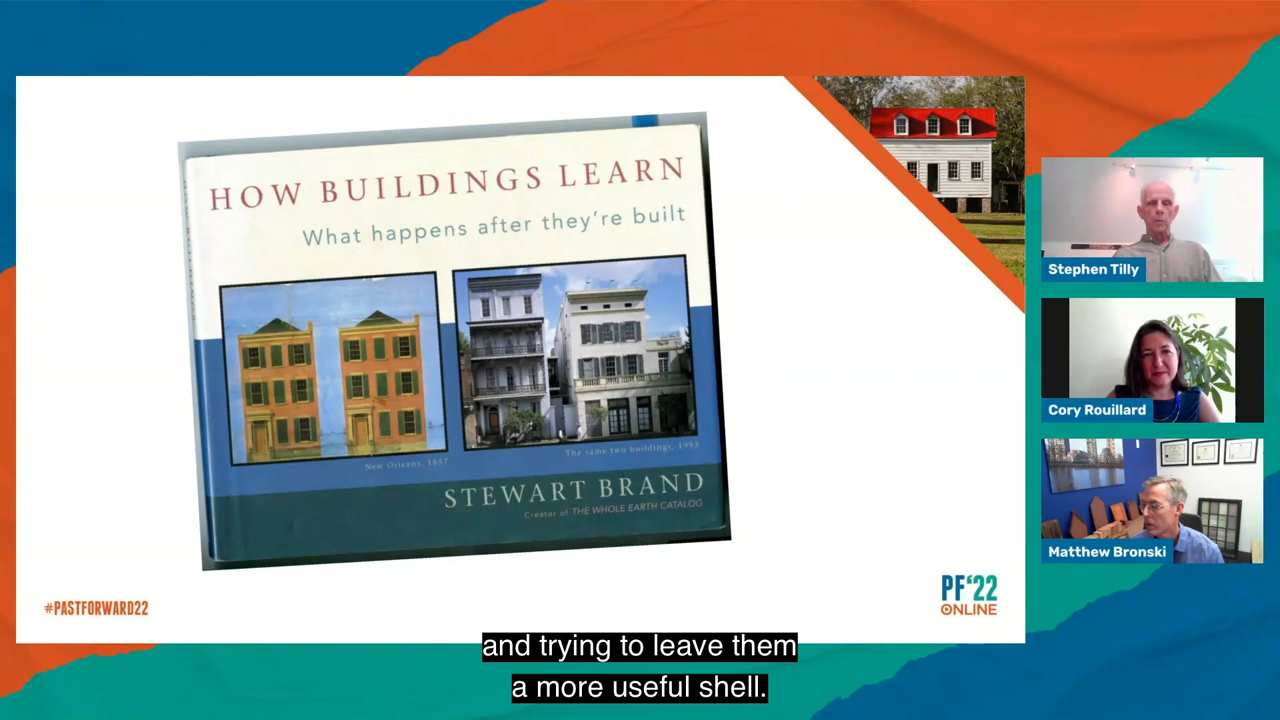 HOW BUILDINGS LEARN
What happens after they're built
New Orleans, 1857
The same two buildings, 1993
STEWART BRAND
Creator of THE WHOLE EARTH CATALOG
#PASTFORWARD22
PF'22
ONLINE
Stephen Tilly
Cory Rouillard
Matthew Bronski
and trying to leave them
a more useful shell.